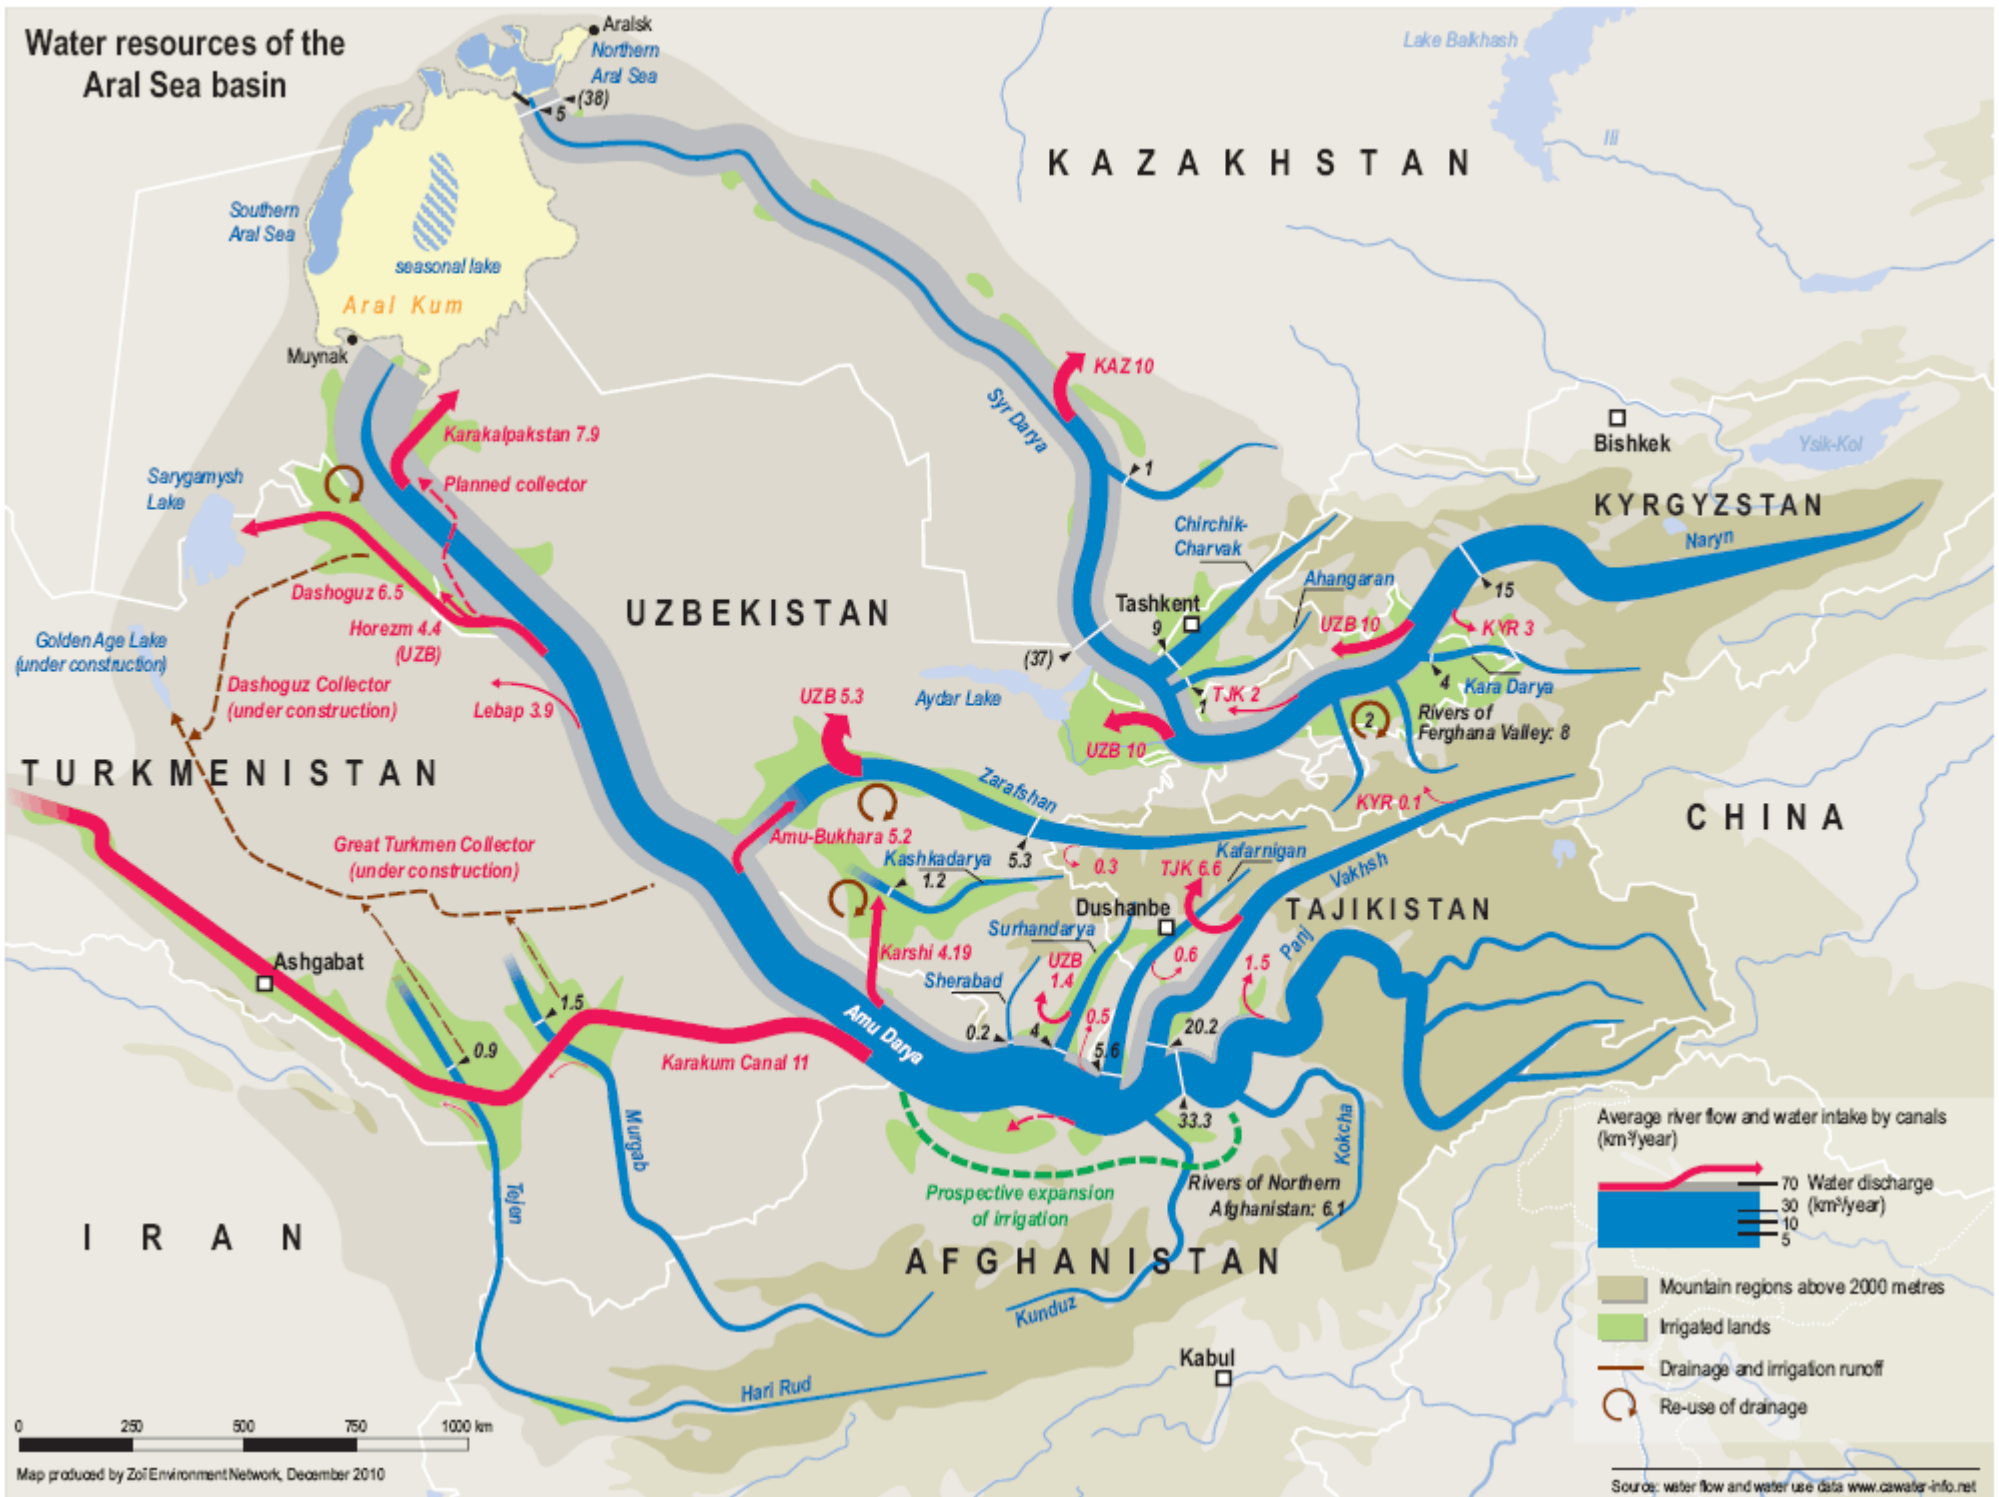 Water resources of the
Aral Sea basin
Aralsk
Northern
Aral Sea
(38)
5
Lake Balkhash
Ili
KAZAKHSTAN
Southern
Aral Sea
seasonal lake
Aral Kum
Muynak
KAZ 10
Syr Darya
Karakalpakstan 7.9
Planned collector
1
Bishkek
Ysik-Kol
Sarygamysh
Lake
KYRGYZSTAN
Naryn
Chirchik-
Charvak
Ahangaran
Tashkent
9
15
UZB 10
KYR 3
Dashoguz 6.5
Horezm 4.4
(UZB)
UZBEKISTAN
(37)
Golden Age Lake
(under construction)
Dashoguz Collector
(under construction)
Lebap 3.9
UZB 5.3
Aydar Lake
TJK 2
1
4
Kara Darya
2
Rivers of
Ferghana Valley: 8
UZB 10
TURKMENISTAN
Zarafshan
KYR 0.1
CHINA
Great Turkmen Collector
(under construction)
Amu-Bukhara 5.2
Kashkadarya
1.2
5.3
0.3
TJK 6.6
Kafarnigan
Vakhsh
Dushanbe
TAJIKISTAN
Panj
Surhandarya
Ashgabat
Karshi 4.19
UZB
1.4
0.6
1.5
Sherabad
1.5
Amu Darya
0.2
4
0.5
5.6
20.2
0.9
Karakum Canal 11
33.3
Kokcha
Murgab
Tejen
Prospective expansion
of irrigation
Rivers of Northern
Afghanistan: 6.1
IRAN
AFGHANISTAN
Kunduz
Kabul
Hari Rud
Average river flow and water intake by canals
(km³/year)
70 Water discharge
30 (km³/year)
10
5
Mountain regions above 2000 metres
Irrigated lands
Drainage and irrigation runoff
Re-use of drainage
0 250 500 750 1000 km
Map produced by Zoï Environment Network, December 2010
Source: water flow and water use data www.cawater-info.net